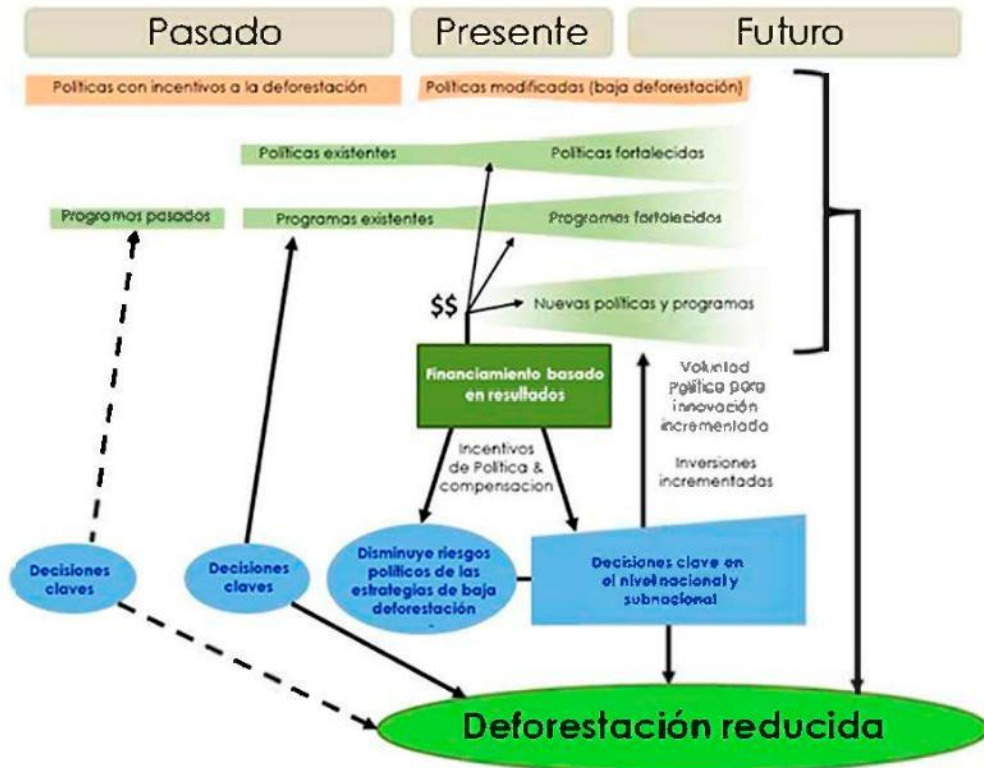 Pasado
Presente
Futuro
Políticas con incentivos a la deforestación
Políticas modificadas (baja deforestación)
Políticas existentes
Políticas fortalecidas
Programas pasados
Programas existentes
Programas fortalecidos
$$
Nuevas políticas y programas
Financiamiento basado
en resultados
Voluntad
Política para
innovación
incrementada
Incentivos
de Política &
compensacion
Inversiones
incrementadas
Decisiones
claves
Decisiones
claves
Disminuye riesgos
políticos de las
estrategias de baja
deforestación
Decisiones clave en
el nivel nacional y
subnacional
Deforestación reducida